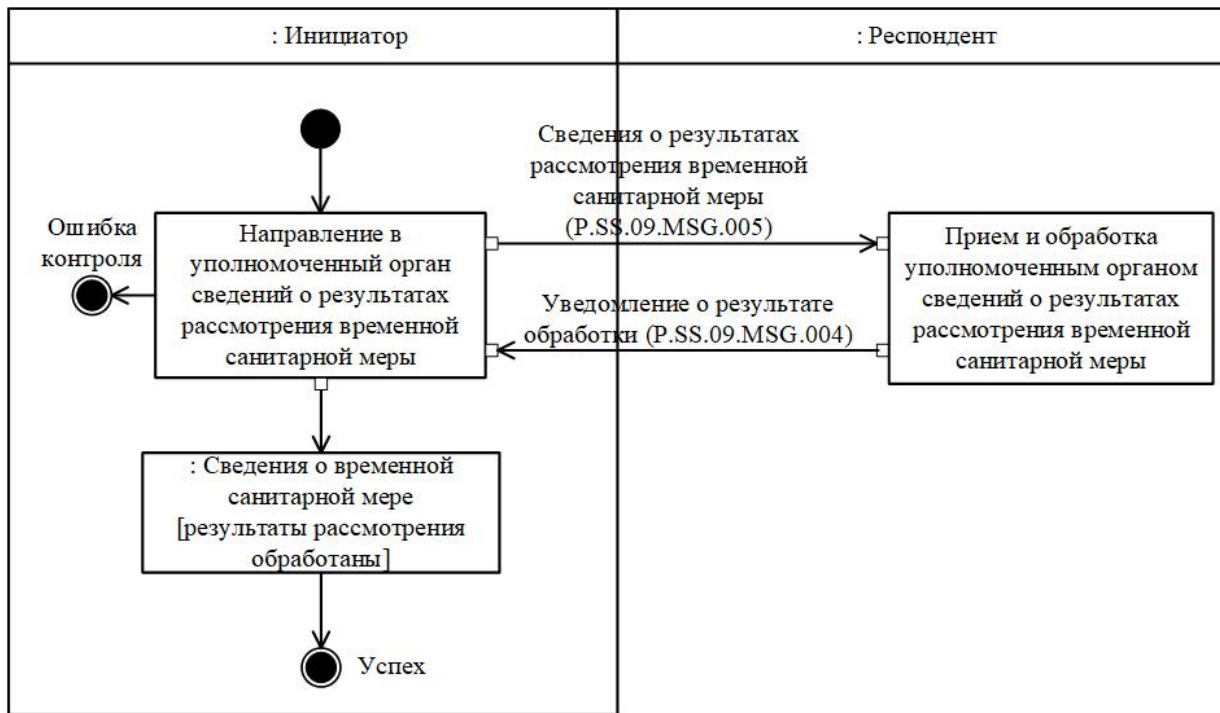 : Инициатор
: Респондент
Сведения о результатах
рассмотрения временной
санитарной меры
(P.SS.09.MSG.005)
Ошибка
контроля
Направление в
уполномоченный орган
сведений о результатах
рассмотрения временной
санитарной меры
Прием и обработка
уполномоченным органом
сведений о результатах
рассмотрения временной
санитарной меры
Уведомление о результате
обработки (P.SS.09.MSG.004)
: Сведения о временной
санитарной мере
[результаты рассмотрения
обработаны]
Успех